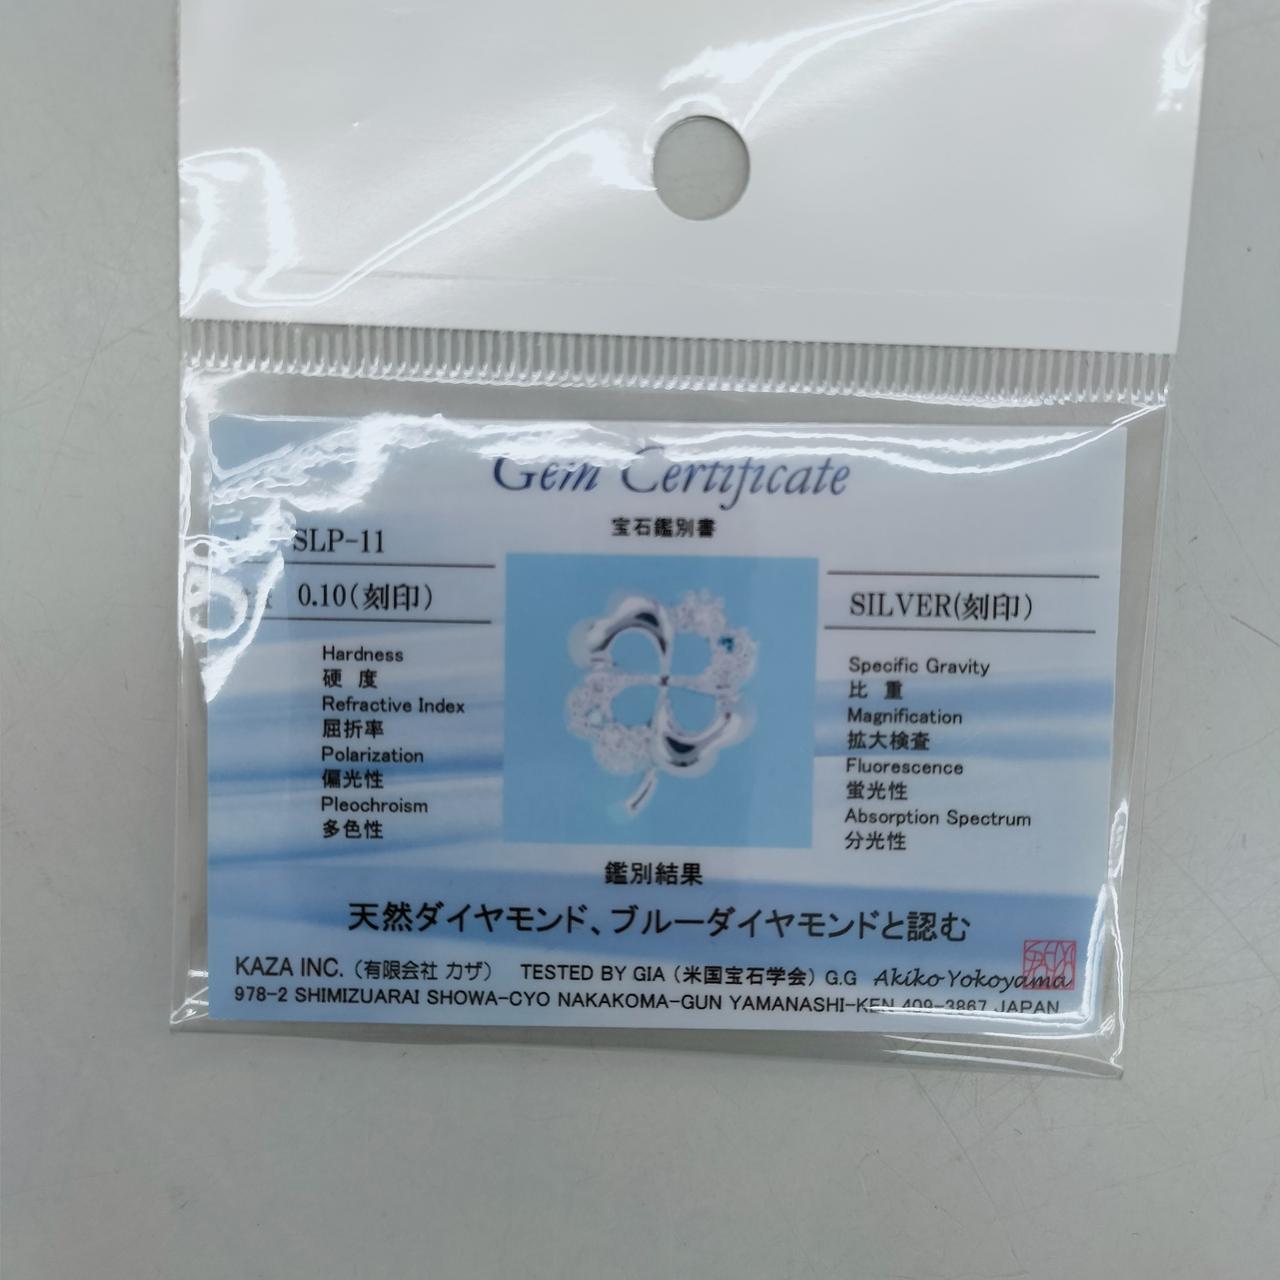 Gem Certificate
宝石鑑別書
SLP-11
0.10(刻印)
SILVER(刻印)
Hardness
硬 度
Refractive Index
屈折率
Polarization
偏光性
Pleochroism
多色性
Specific Gravity
比 重
Magnification
拡大検査
Fluorescence
蛍光性
Absorption Spectrum
分光性
鑑別結果
天然ダイヤモンド、ブルーダイヤモンドと認む
KAZA INC.(有限会社 カザ) TESTED BY GIA(米国宝石学会) G.G Akiko Yokoyama
978-2 SHIMIZUARAI SHOWA-CYO NAKAKOMA-GUN YAMANASHI-KEN 409-3867 JAPAN